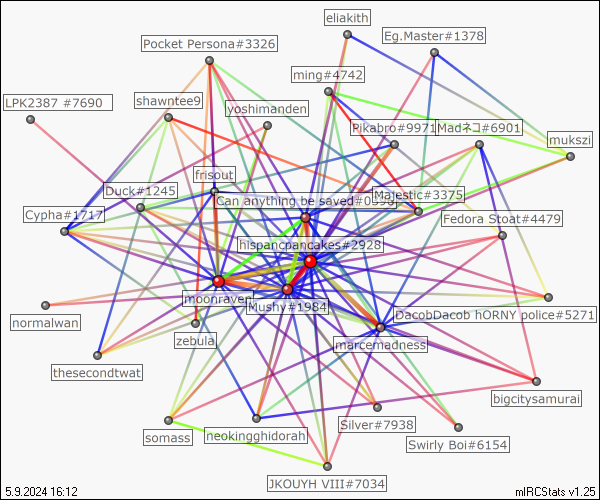 eliakith
Eg.Master#1378
Pocket Persona#3326
ming#4742
LPK2387 #7690
shawntee9
yoshimanden
Pikabro#9971
Madネコ#6901
mukszi
frisout
Duck#1245
Can anything be saved#0
Majestic#3375
Cypha#1717
Fedora Stoat#4479
hispancpancakes#2928
moonraven
Mushy#1984
DacobDacob hORNY police#5271
normalwan
zebula
marcemadness
thesecondtwat
bigcitysamurai
Silver#7938
somass
neokingghidorah
Swirly Boi#6154
JKOUYH VIII#7034
5.9.2024 16:12
mIRCStats v1.25